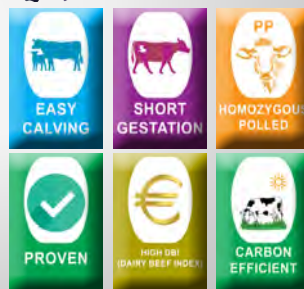 EASY
CALVING
SHORT
GESTATION
PP
HOMOZYGOUS
POLLED
PROVEN
€
HIGH DBI
(DAIRY BEEF INDEX)
CARBON
EFFICIENT